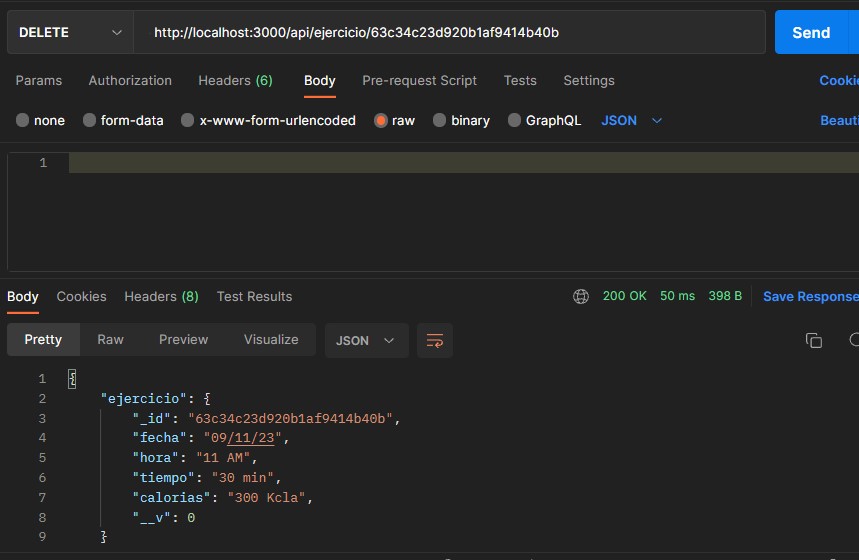 DELETE http://localhost:3000/api/ejercicio/63c34c23d920b1af9414b40b Send
Params Authorization Headers (6) Body Pre-request Script Tests Settings Cookie
none form-data x-www-form-urlencoded raw binary GraphQL JSON Beauti
1
Body Cookies Headers (8) Test Results 200 OK 50 ms 398 B Save Response
Pretty Raw Preview Visualize JSON
1 {
2 "ejercicio": {
3 "_id": "63c34c23d920b1af9414b40b",
4 "fecha": "09/11/23",
5 "hora": "11 AM",
6 "tiempo": "30 min",
7 "calorias": "300 Kcla",
8 "__v": 0
9 }